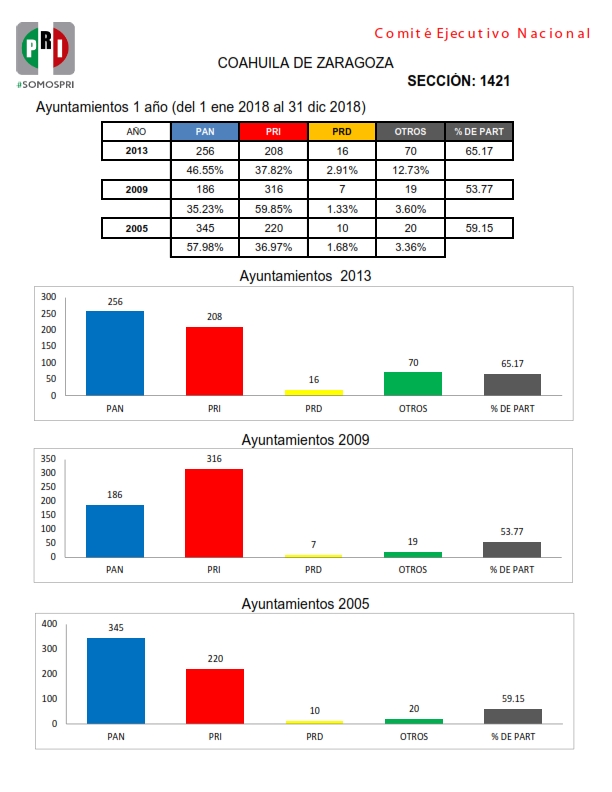 PRI
#SOMOSPRI
Comité Ejecutivo Nacional
COAHUILA DE ZARAGOZA
SECCIÓN: 1421
Ayuntamientos 1 año (del 1 ene 2018 al 31 dic 2018)
AÑO PAN PRI PRD OTROS % DE PART
2013 256 208 16 70 65.17
46.55% 37.82% 2.91% 12.73%
2009 186 316 7 19 53.77
35.23% 59.85% 1.33% 3.60%
2005 345 220 10 20 59.15
57.98% 36.97% 1.68% 3.36%
Ayuntamientos 2013
300
250
200
150
100
50
0
256
208
16
70
65.17
PAN PRI PRD OTROS % DE PART
Ayuntamientos 2009
350
300
250
200
150
100
50
0
186
316
7
19
53.77
PAN PRI PRD OTROS % DE PART
Ayuntamientos 2005
400
300
200
100
0
345
220
10
20
59.15
PAN PRI PRD OTROS % DE PART